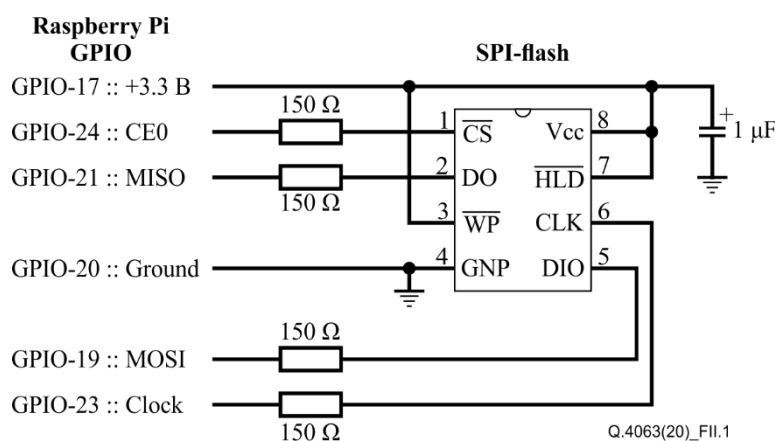 Raspberry Pi
GPIO
SPI-flash
GPIO-17 :: +3.3 B
150 Ω
GPIO-24 :: CE0
1 CS
Vcc 8
+
1 μF
GPIO-21 :: MISO
2 DO
HLD 7
150 Ω
3 WP
CLK 6
GPIO-20 :: Ground
4 GNP
DIO 5
150 Ω
GPIO-19 :: MOSI
GPIO-23 :: Clock
150 Ω
Q.4063(20)_FII.1